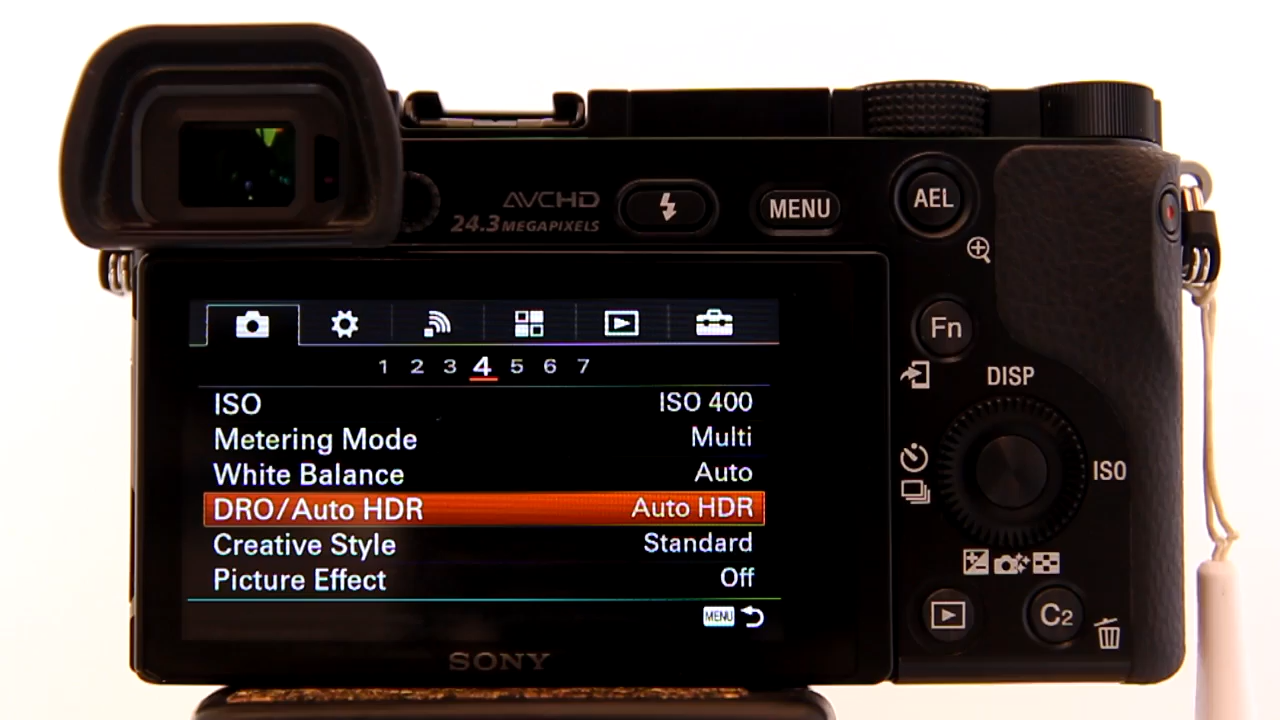 AVCHD
24.3 MEGAPIXELS
MENU
AEL
Fn
DISP
ISO
C2
1 2 3 4 5 6 7
ISO ISO 400
Metering Mode Multi
White Balance Auto
DRO/Auto HDR Auto HDR
Creative Style Standard
Picture Effect Off
MENU
SONY